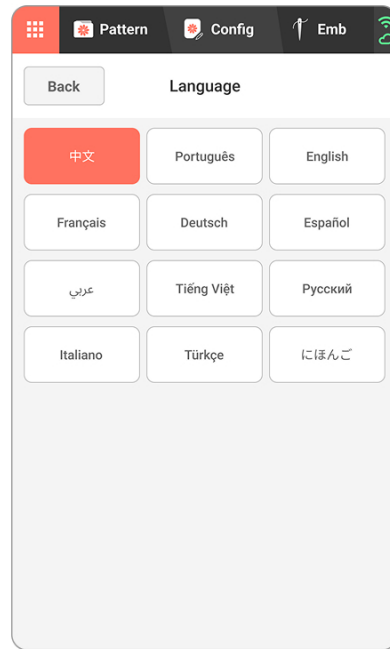 Pattern Config Emb
Back Language
中文 Português English
Français Deutsch Español
عربي Tiếng Việt Русский
Italiano Türkçe にほんご